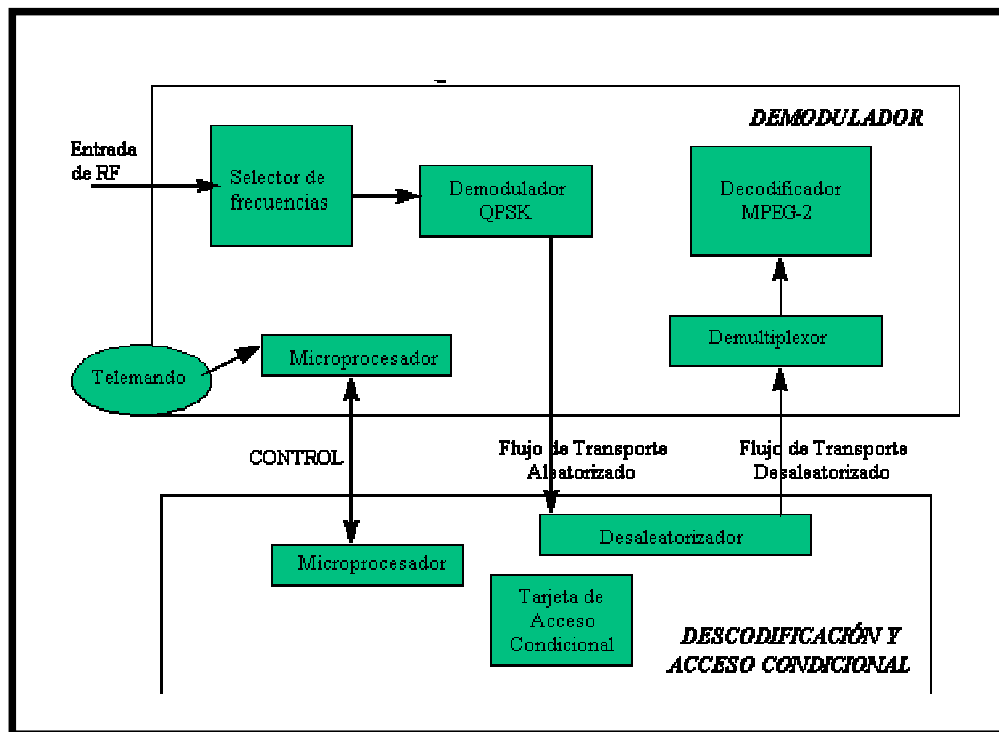 DEMODULADOR
Entrada
de RF
Selector de
frecuencias
Demodulador
QPSK
Decodificador
MPEG-2
Demultiplexor
Microprocesador
Telemando
CONTROL
Flujo de Transporte
Aleatorizado
Flujo de Transporte
Desaleatorizado
Desaleatorizador
Microprocesador
Tarjeta de
Acceso
Condicional
DESCODIFICACIÓN Y
ACCESO CONDICIONAL